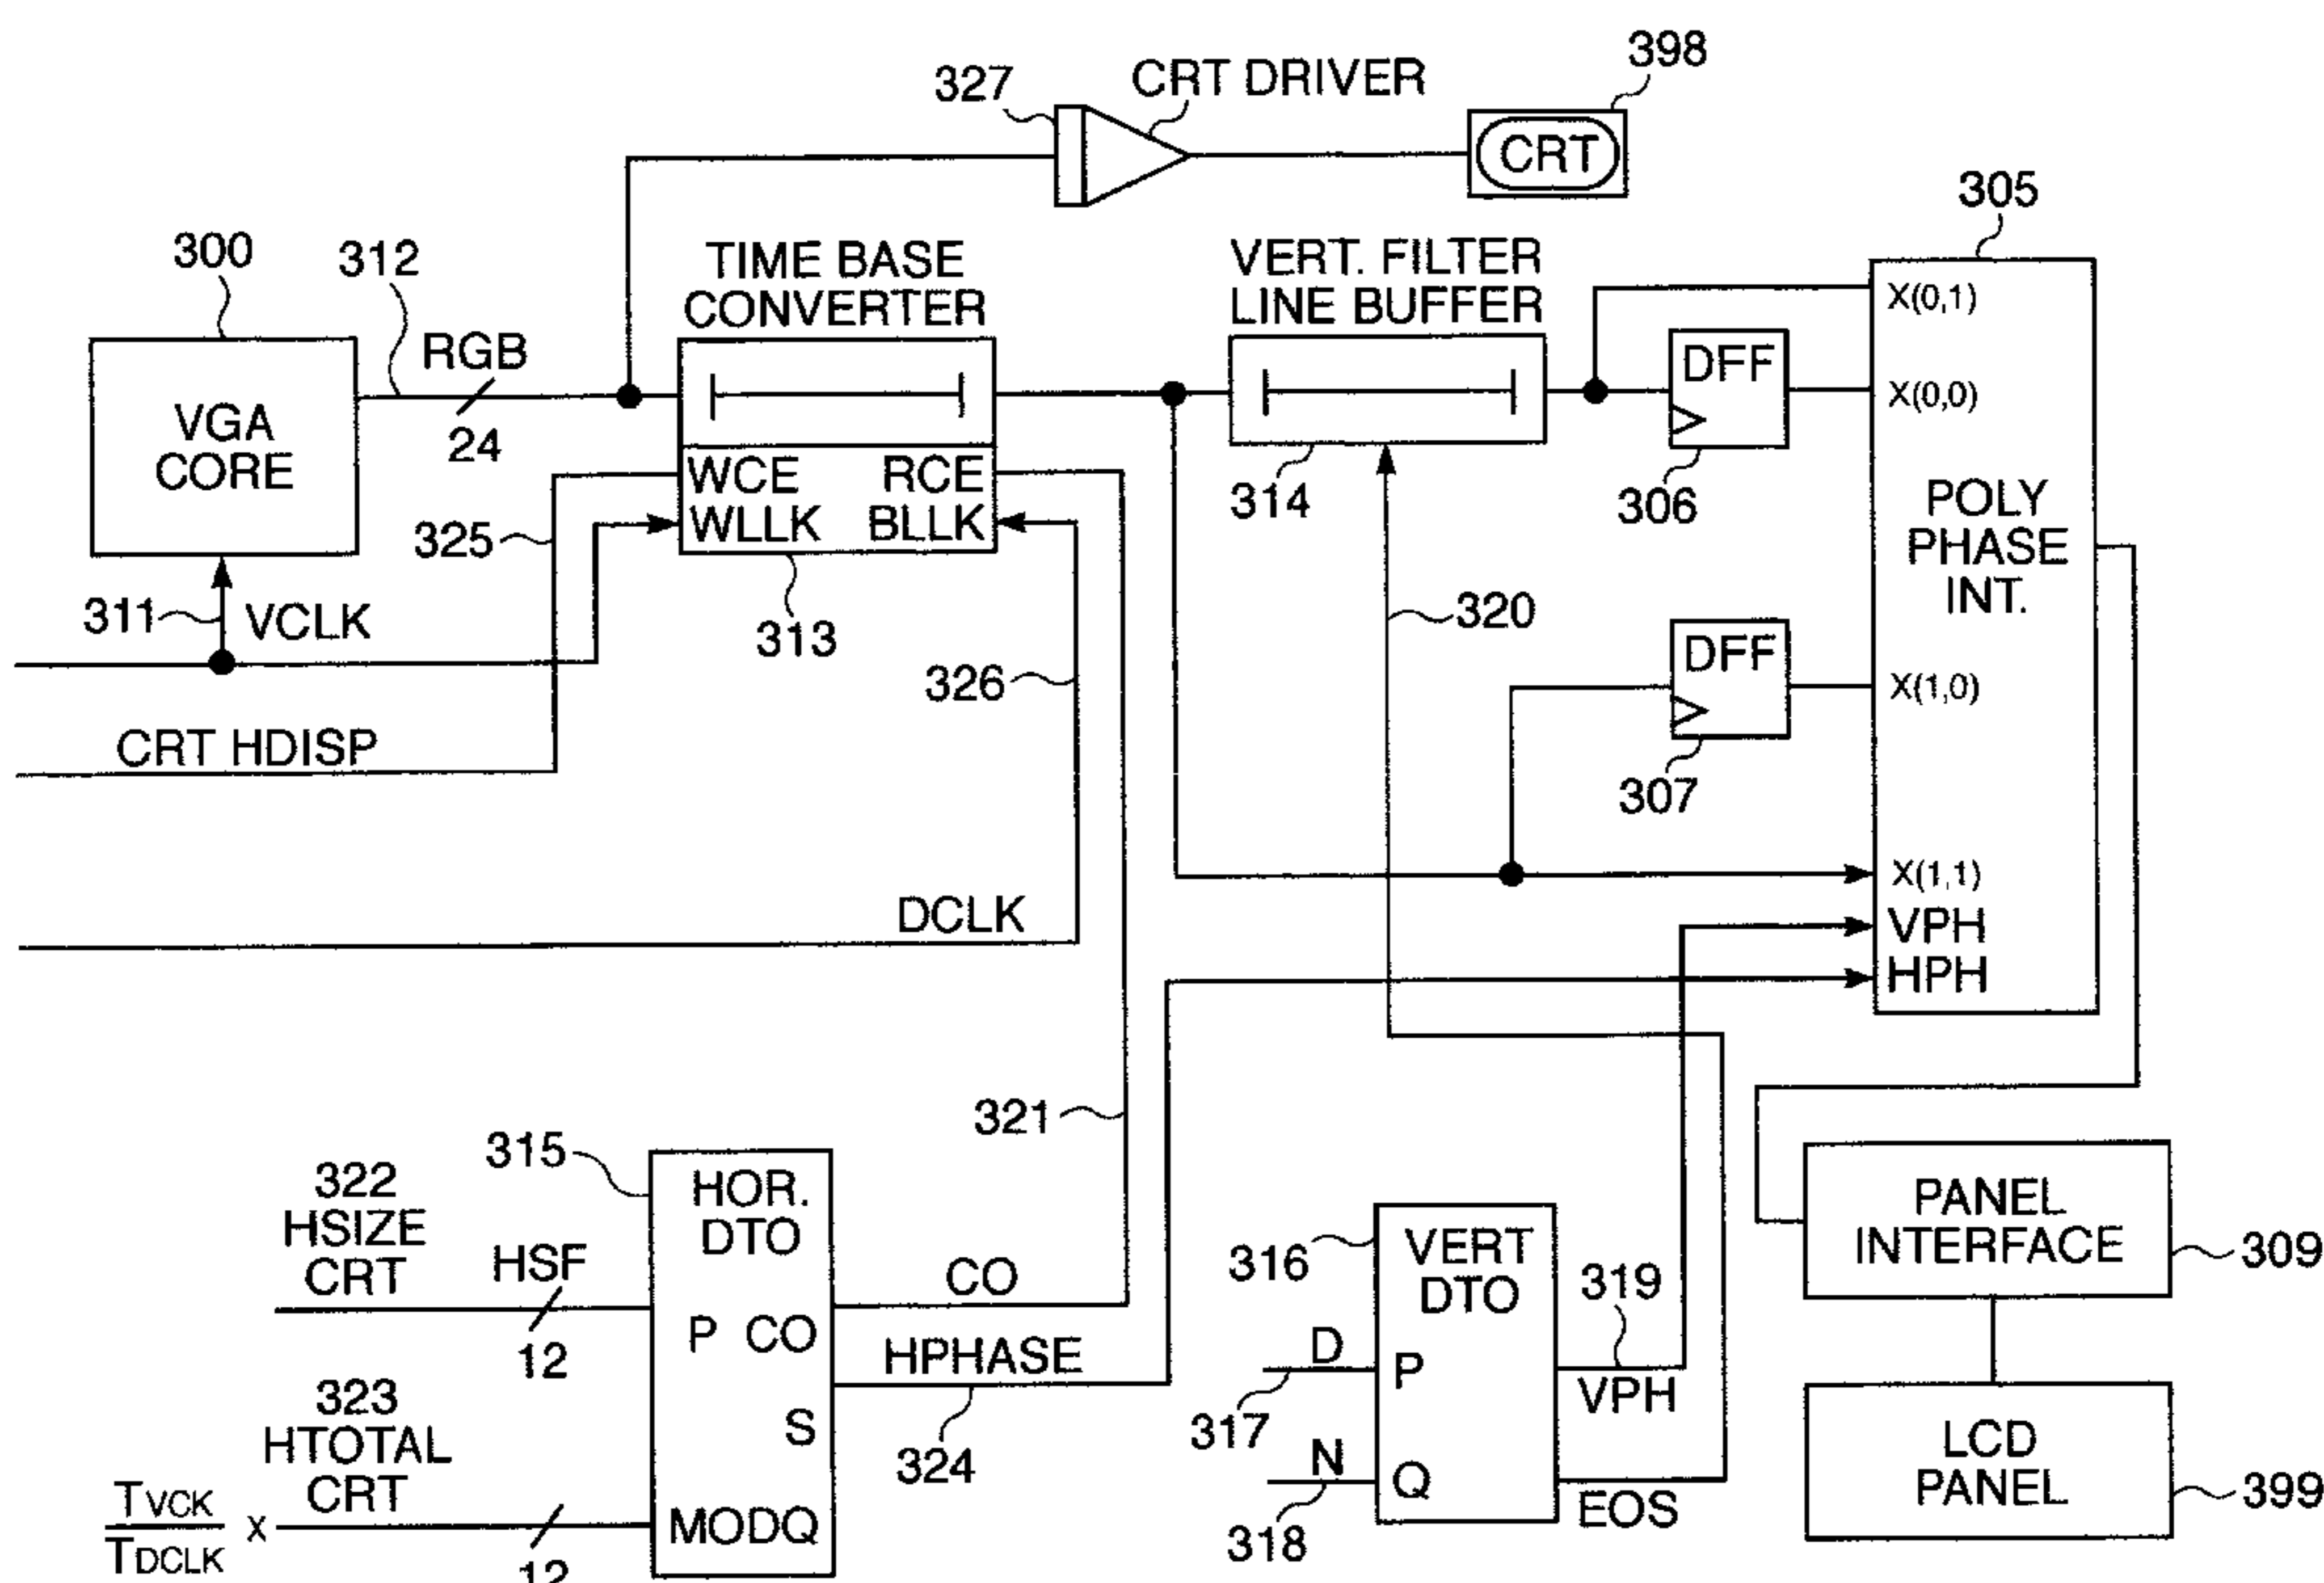 398
327
CRT DRIVER
CRT
305
300
312
TIME BASE
CONVERTER
VERT. FILTER
LINE BUFFER
X(0,1)
RGB
24
VGA
CORE
DFF
X(0,0)
WCE RCE
WLLK BLLK
325
314
306
POLY
PHASE
INT.
311
VCLK
313
320
326
DFF
X(1,0)
307
CRT HDISP
X(1,1)
DCLK
VPH
HPH
321
315
322
HSIZE
CRT
HSF
12
HOR.
DTO
P CO
CO
HPHASE
S
324
323
HTOTAL
CRT
TVCK
TDCLK
X
12
MODQ
316
VERT
DTO
319
D
P
317
VPH
N
Q
318
EOS
PANEL
INTERFACE
309
LCD
PANEL
399